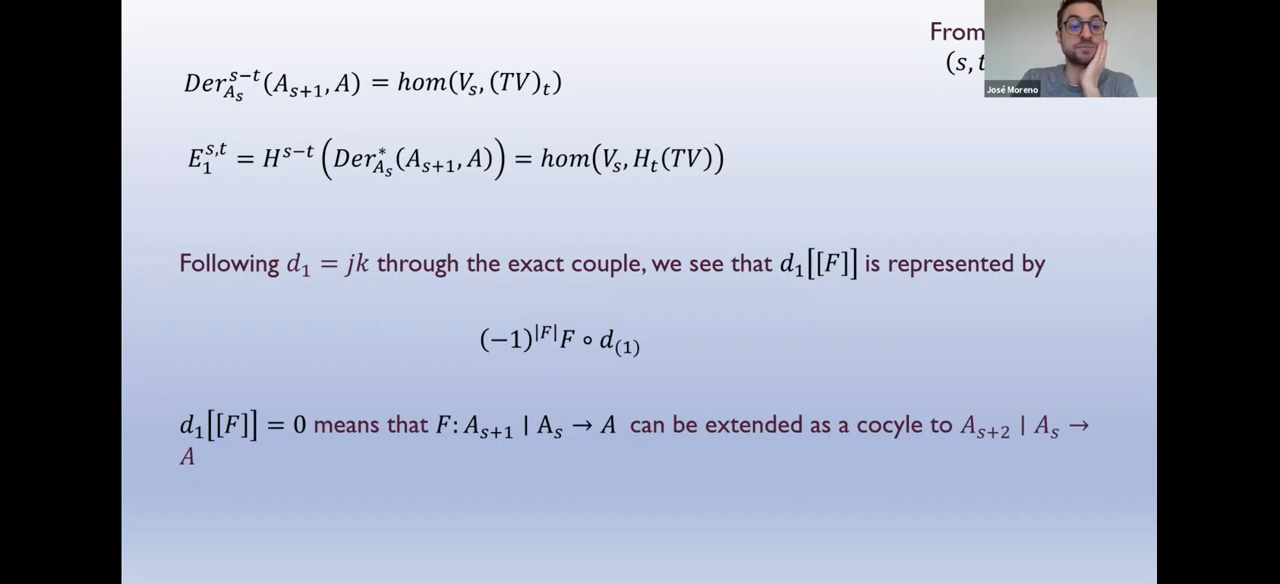 From
(s, t
José Moreno
Der^{s−t}_{A_s}(A_{s+1}, A) = hom(V_s, (TV)_t)
E_1^{s,t} = H^{s−t}(Der^*_{A_s}(A_{s+1}, A)) = hom(V_s, H_t(TV))
Following d_1 = jk through the exact couple, we see that d_1[[F]] is represented by
(−1)^{|F|}F ∘ d_{(1)}
d_1[[F]] = 0 means that F: A_{s+1} | A_s → A can be extended as a cocyle to A_{s+2} | A_s →
A